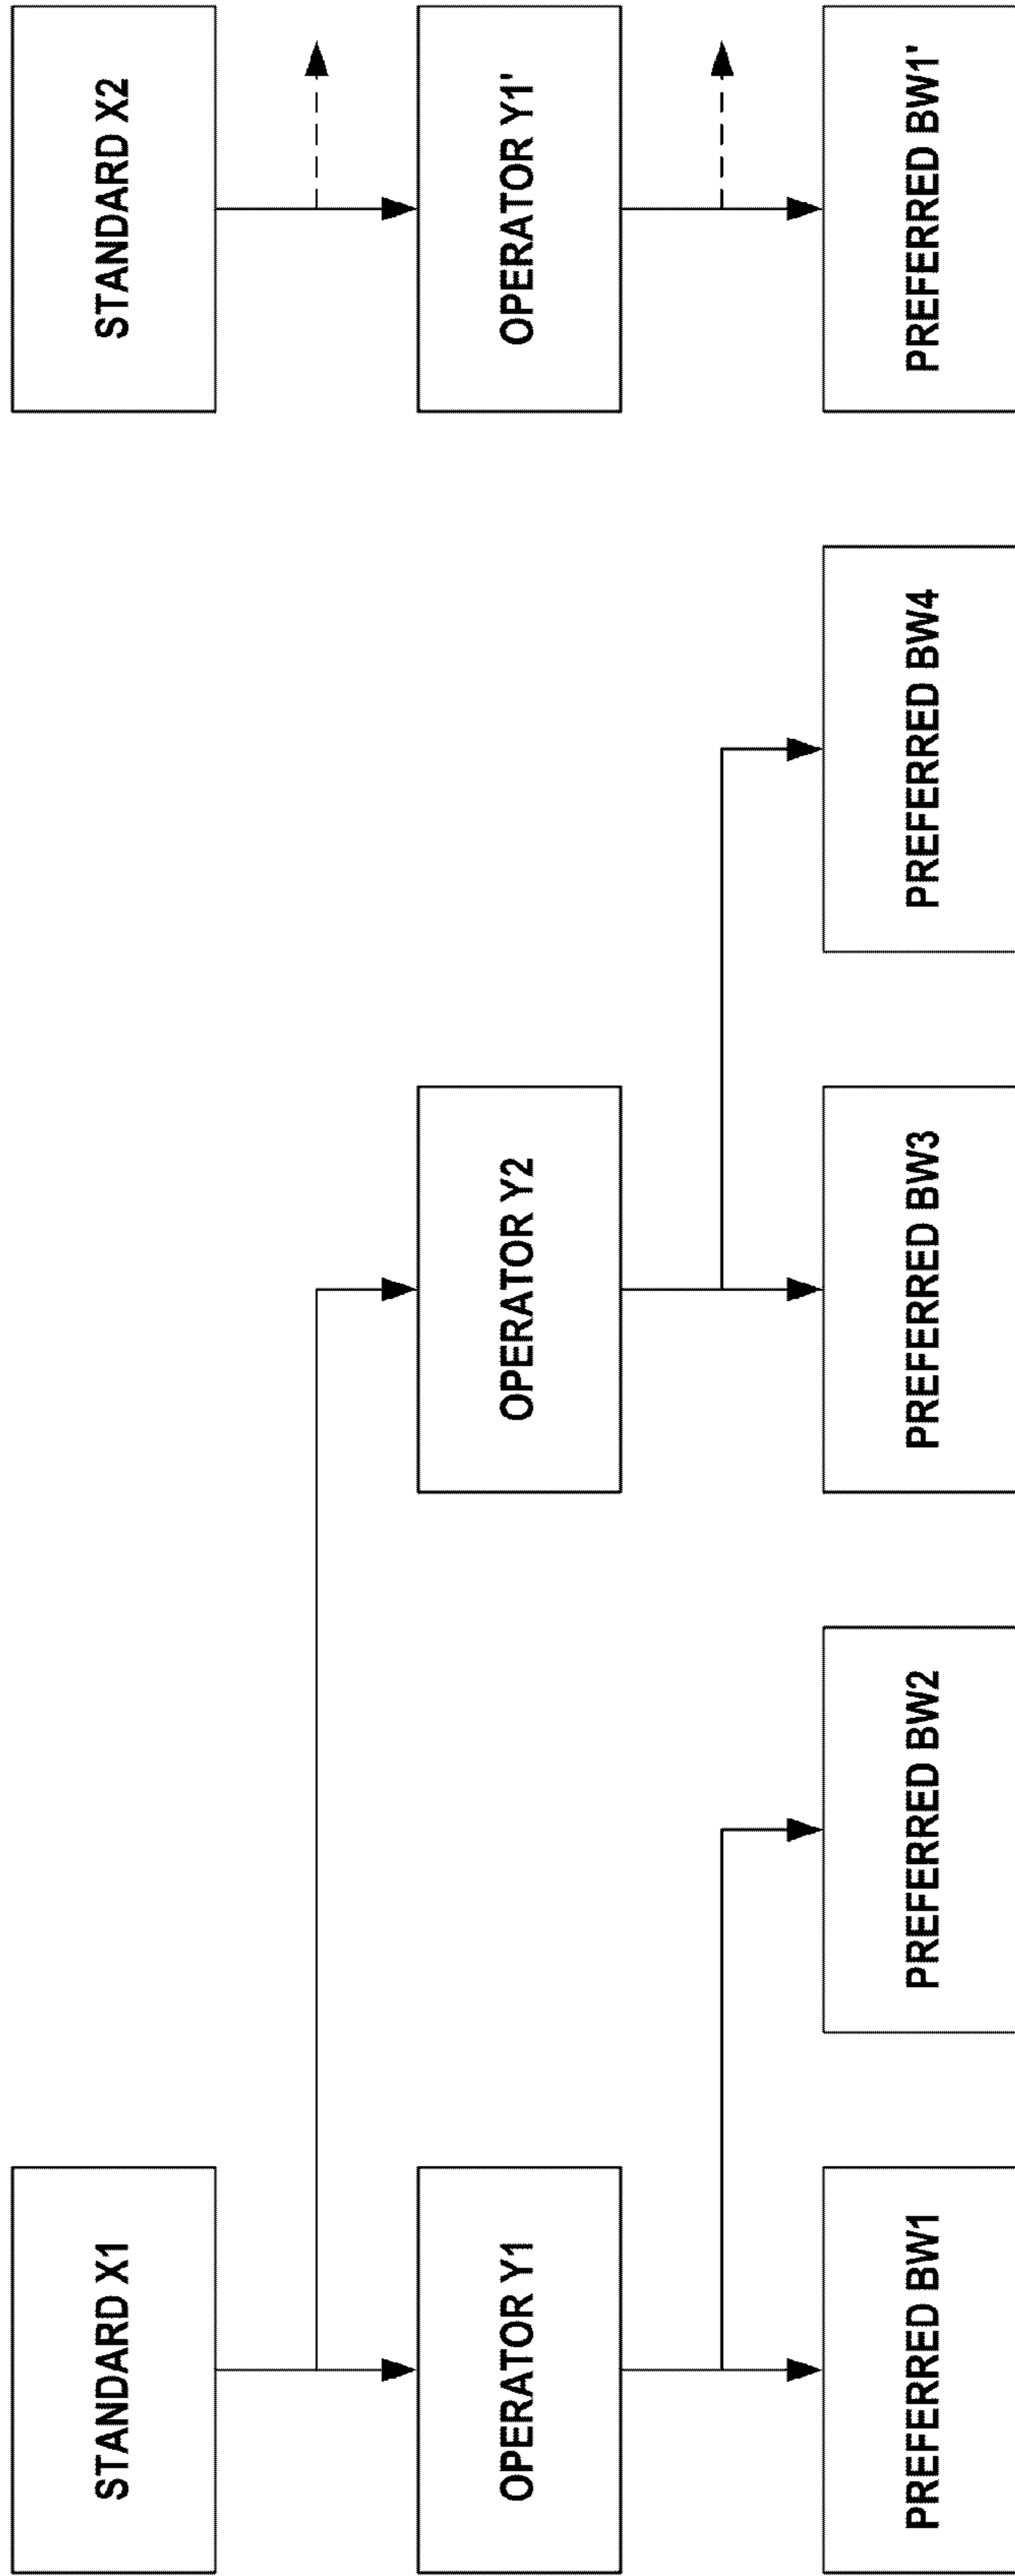 STANDARD X1
STANDARD X2
OPERATOR Y1
OPERATOR Y2
OPERATOR Y1'
PREFERRED BW1
PREFERRED BW2
PREFERRED BW3
PREFERRED BW4
PREFERRED BW1'